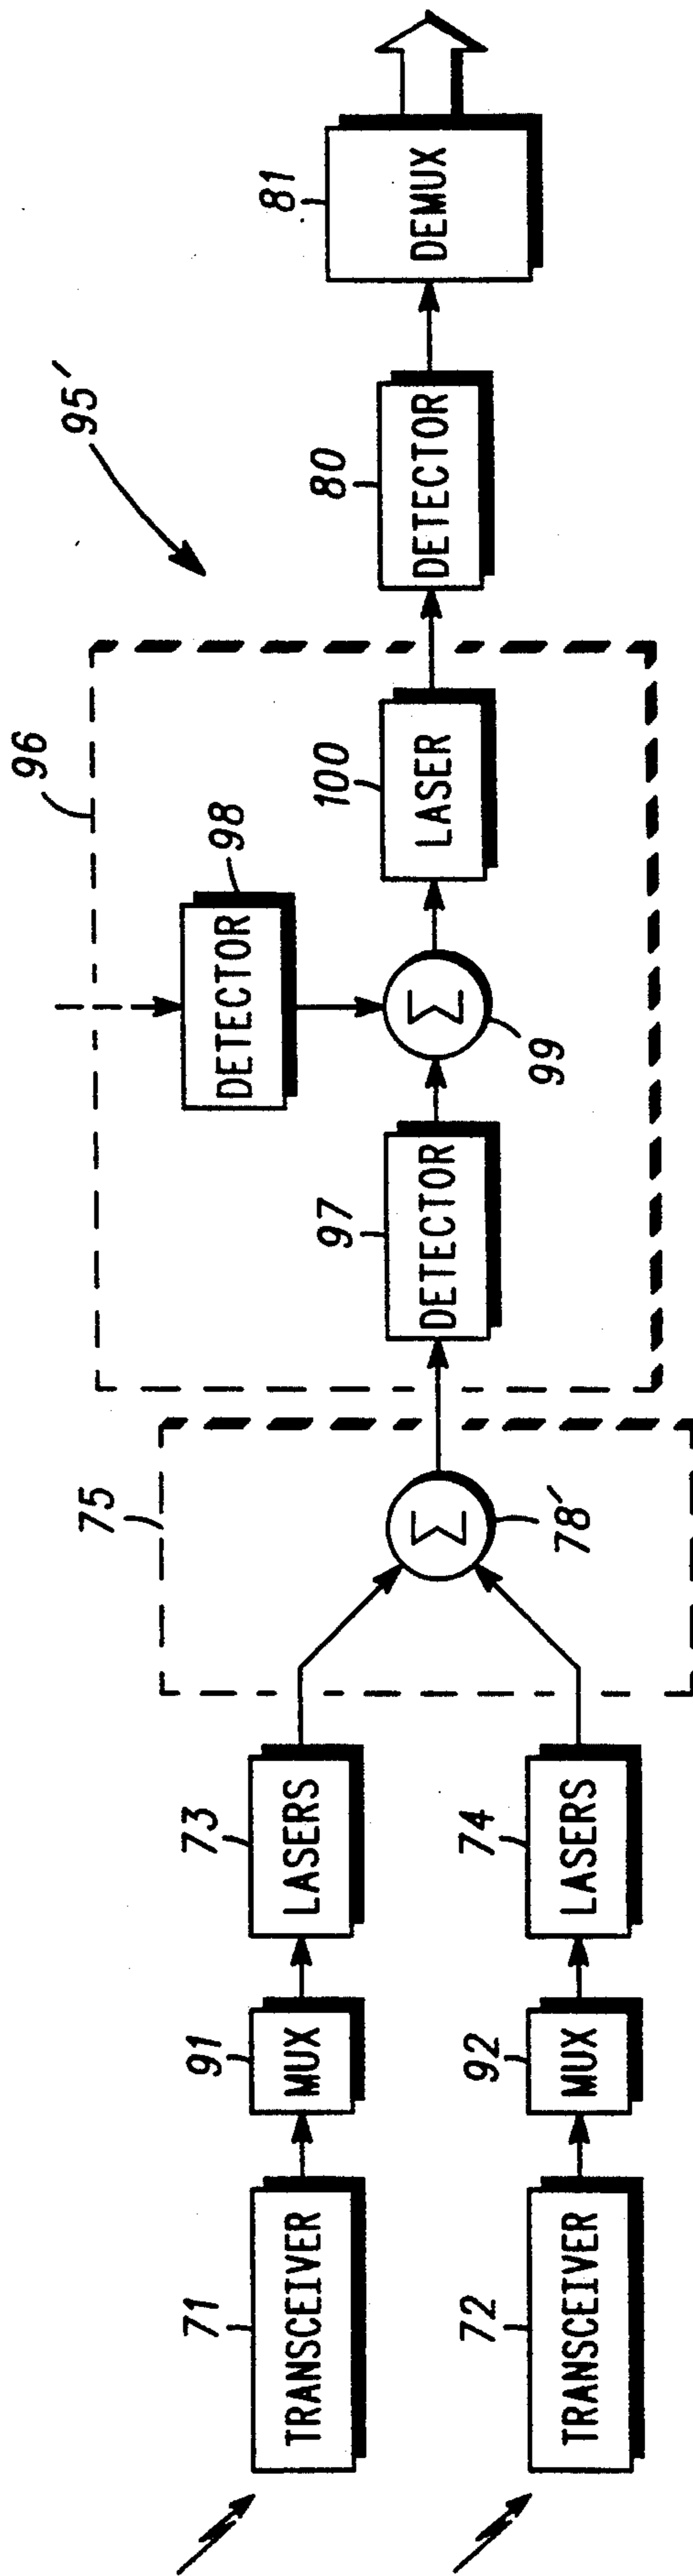 95'
96
75
71
TRANSCEIVER
91
MUX
73
LASERS
72
TRANSCEIVER
92
MUX
74
LASERS
Σ
78'
97
DETECTOR
DETECTOR
98
Σ
99
100
LASER
80
DETECTOR
81
DEMUX